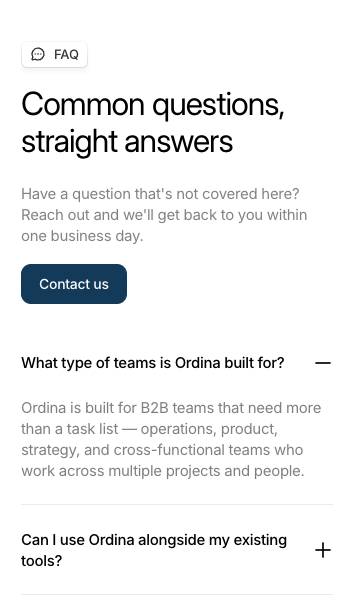 FAQ
Common questions,
straight answers
Have a question that's not covered here?
Reach out and we'll get back to you within
one business day.
Contact us
What type of teams is Ordina built for?
Ordina is built for B2B teams that need more
than a task list — operations, product,
strategy, and cross-functional teams who
work across multiple projects and people.
Can I use Ordina alongside my existing
tools?